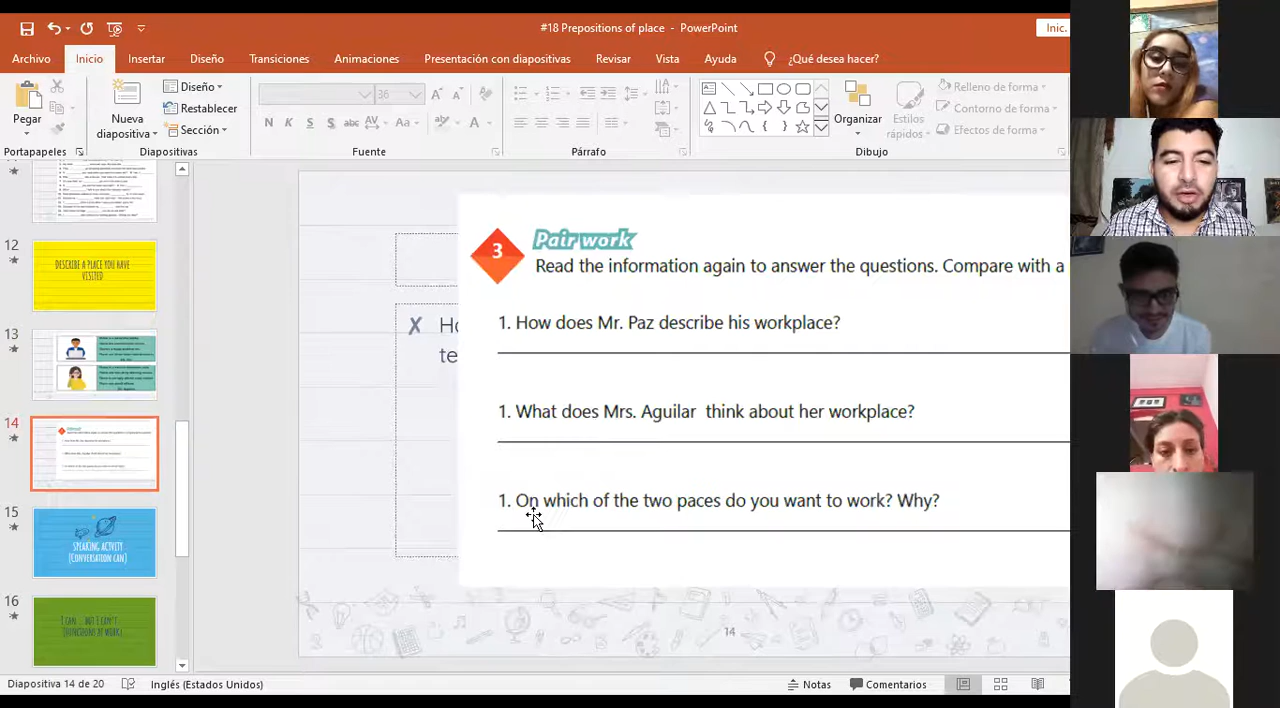 #18 Prepositions of place - PowerPoint
Inic.
Archivo Inicio Insertar Diseño Transiciones Animaciones Presentación con diapositivas Revisar Vista Ayuda ¿Qué desea hacer?
Pegar
Nueva diapositiva
Diseño
Restablecer
Sección
36
N K S S abc AV Aa A
Organizar
Estilos rápidos
Relleno de forma
Contorno de forma
Efectos de forma
Portapapeles Diapositivas Fuente Párrafo Dibujo
12
DESCRIBE A PLACE YOU HAVE
VISITED
13
14
15
SPEAKING ACTIVITY
(CONVERSATION CAN)
16
I CAN ... BUT I CAN'T...
(FUNCTIONS AT WORK)
3
Pair work
Read the information again to answer the questions. Compare with a
1. How does Mr. Paz describe his workplace?
1. What does Mrs. Aguilar think about her workplace?
1. On which of the two paces do you want to work? Why?
14
Diapositiva 14 de 20 Inglés (Estados Unidos) Notas Comentarios